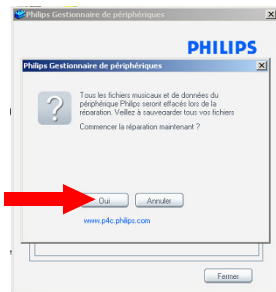 Philips Gestionnaire de périphériques
PHILIPS
Philips Gestionnaire de périphériques
Tous les fichiers musicaux et de données du
périphérique Philips seront effacés lors de la
réparation. Veillez à sauvegarder tous vos fichiers
Commencer la réparation maintenant ?
Oui
Annuler
www.p4c.philips.com
Fermer